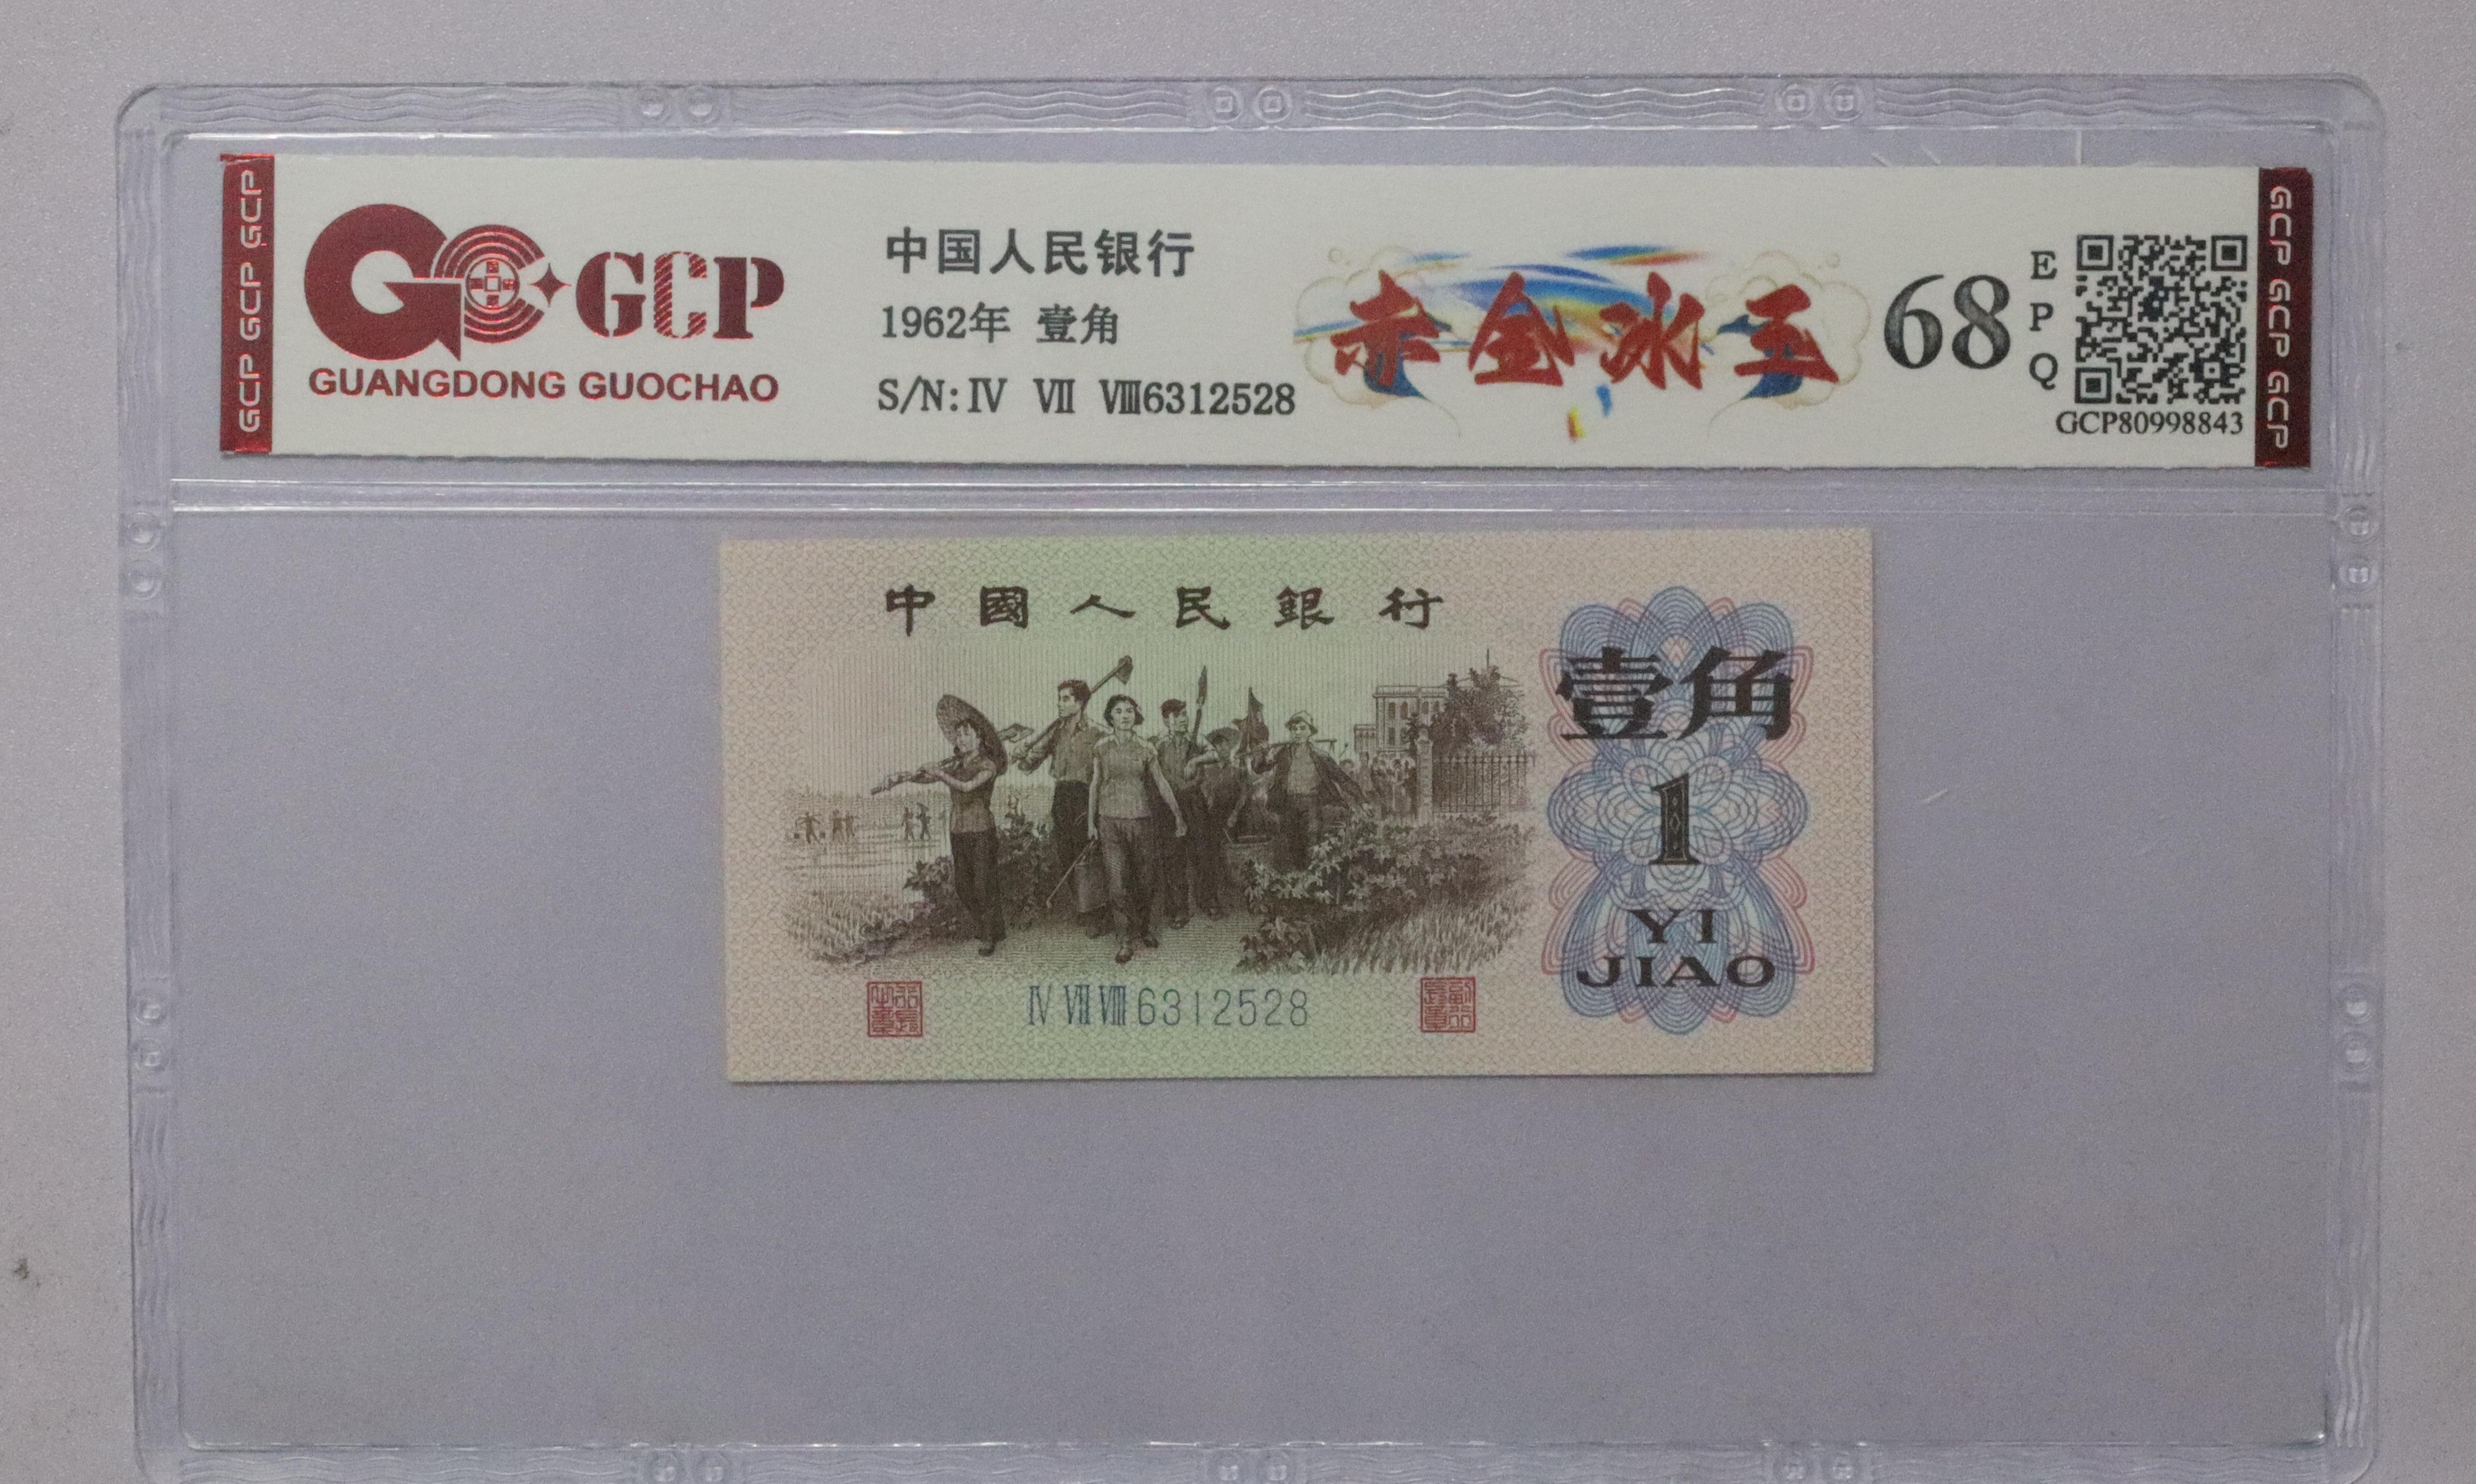 GCP GCP GCP
GCP
GUANGDONG GUOCHAO
中国人民银行
1962年 壹角
S/N:Ⅳ Ⅶ Ⅷ6312528
赤金冰玉
68
EPQ
GCP80998843
GCP GCP GCP
中國人民銀行
壹角
1
YI
JIAO
Ⅳ Ⅶ Ⅷ 6312528